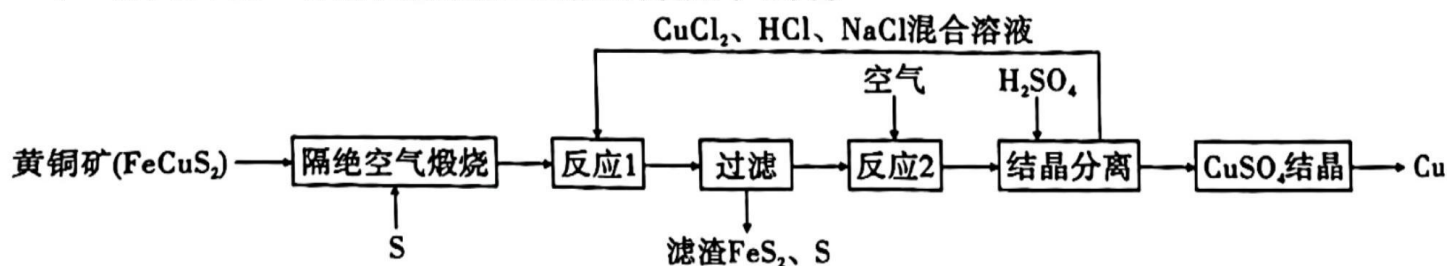 CuCl₂、HCl、NaCl混合溶液
空气 H₂SO₄
黄铜矿(FeCuS₂) 隔绝空气煅烧 反应1 过滤 反应2 结晶分离 CuSO₄结晶 Cu
S 滤渣FeS₂、S